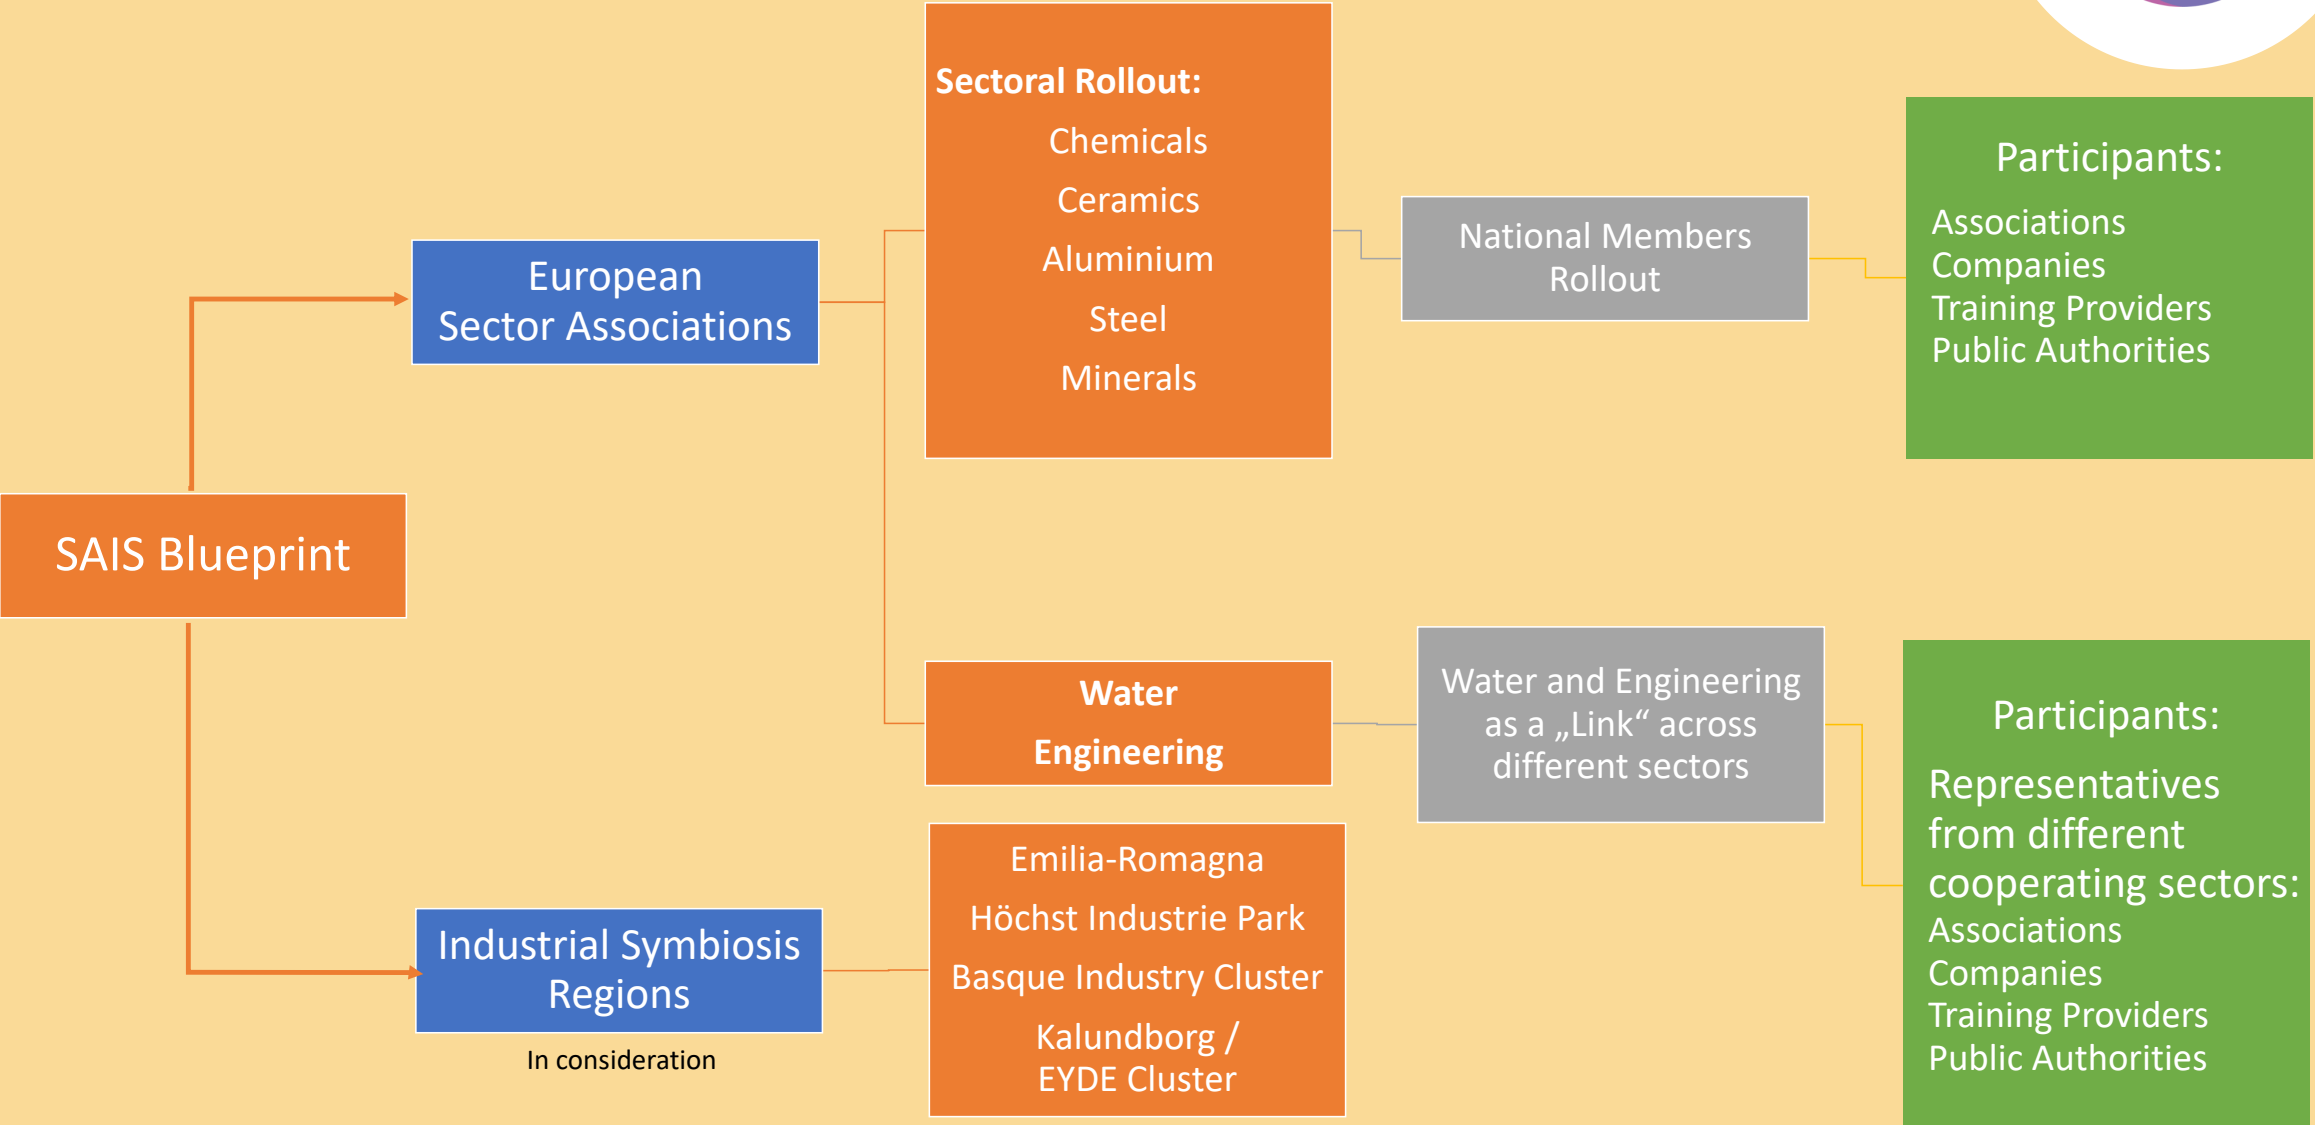 SAIS Blueprint
European
Sector Associations
Sectoral Rollout:
Chemicals
Ceramics
Aluminium
Steel
Minerals
National Members
Rollout
Participants:
Associations
Companies
Training Providers
Public Authorities
Water
Engineering
Water and Engineering
as a „Link“ across
different sectors
Participants:
Representatives
from different
cooperating sectors:
Associations
Companies
Training Providers
Public Authorities
Industrial Symbiosis
Regions
In consideration
Emilia-Romagna
Höchst Industrie Park
Basque Industry Cluster
Kalundborg /
EYDE Cluster